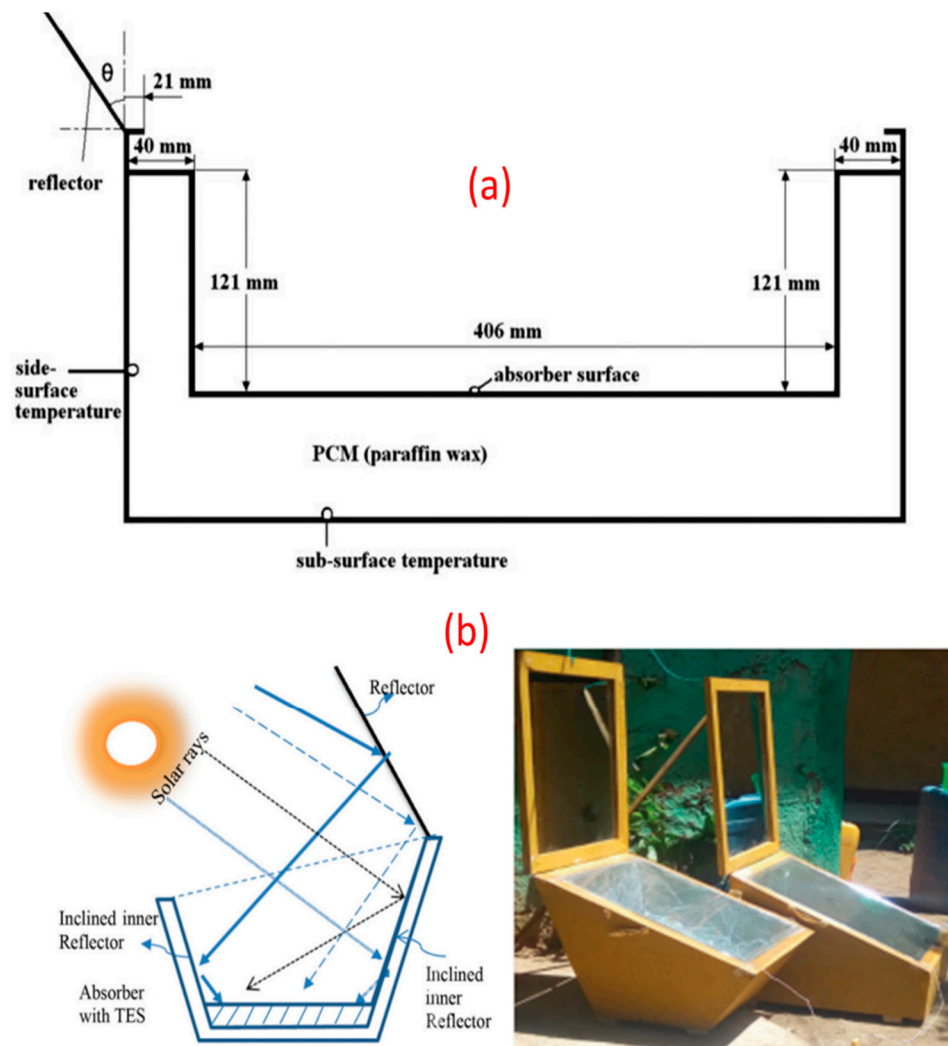 θ
21 mm
40 mm
40 mm
reflector
(a)
121 mm
121 mm
406 mm
side-
surface
temperature
absorber surface
PCM (paraffin wax)
sub-surface temperature
(b)
Reflector
Solar rays
Inclined inner
Reflector
Absorber
with TES
Inclined
inner
Reflector